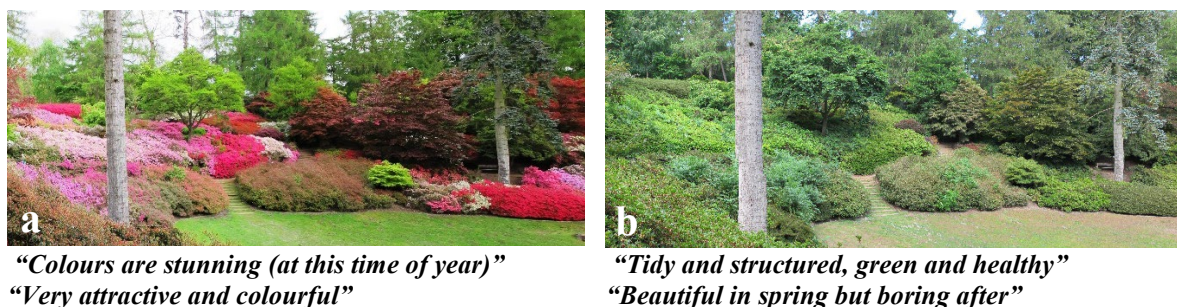 a
b
“Colours are stunning (at this time of year)”
“Very attractive and colourful”
“Tidy and structured, green and healthy”
“Beautiful in spring but boring after”